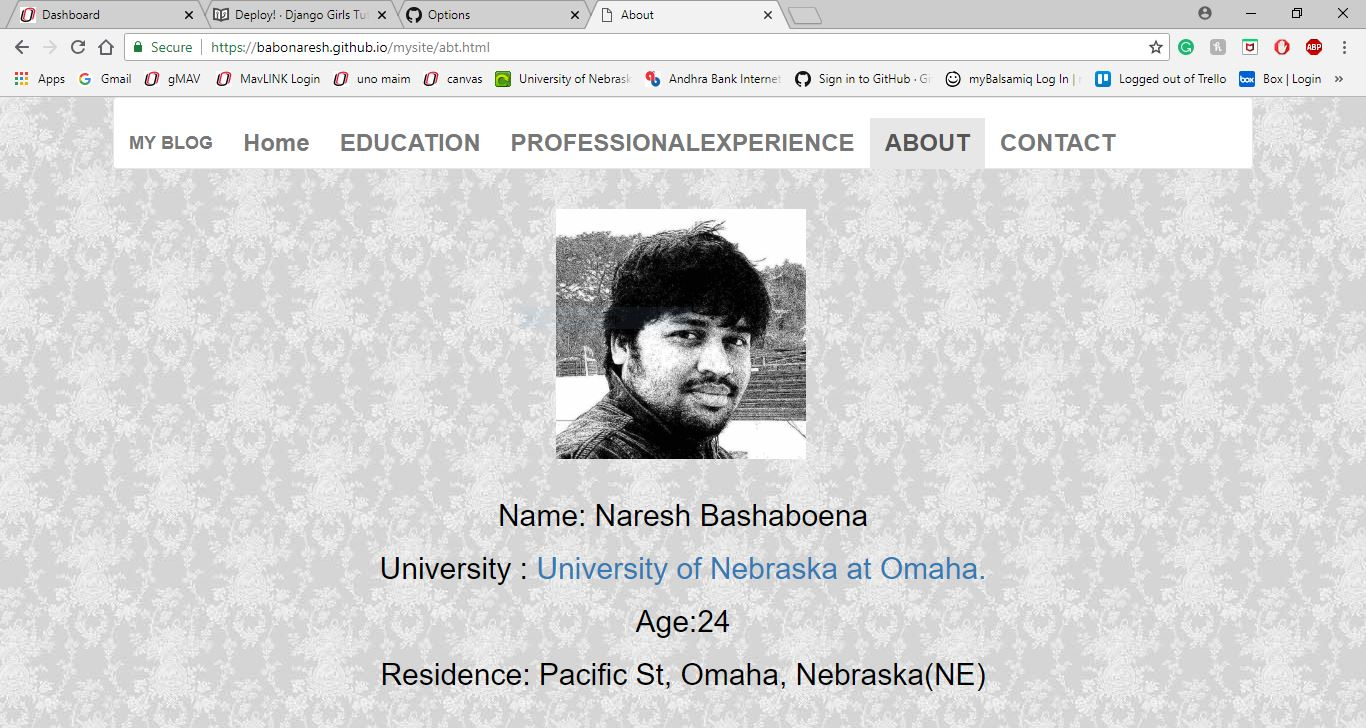 Dashboard Deploy! · Django Girls Tut Options About
Secure https://babonaresh.github.io/mysite/abt.html
Apps Gmail gMAV MavLINK Login uno maim canvas University of Nebrask Andhra Bank Internet Sign in to GitHub · Gi myBalsamiq Log In | Logged out of Trello box Box | Login »
MY BLOG Home EDUCATION PROFESSIONALEXPERIENCE ABOUT CONTACT
Name: Naresh Bashaboena
University : University of Nebraska at Omaha.
Age:24
Residence: Pacific St, Omaha, Nebraska(NE)